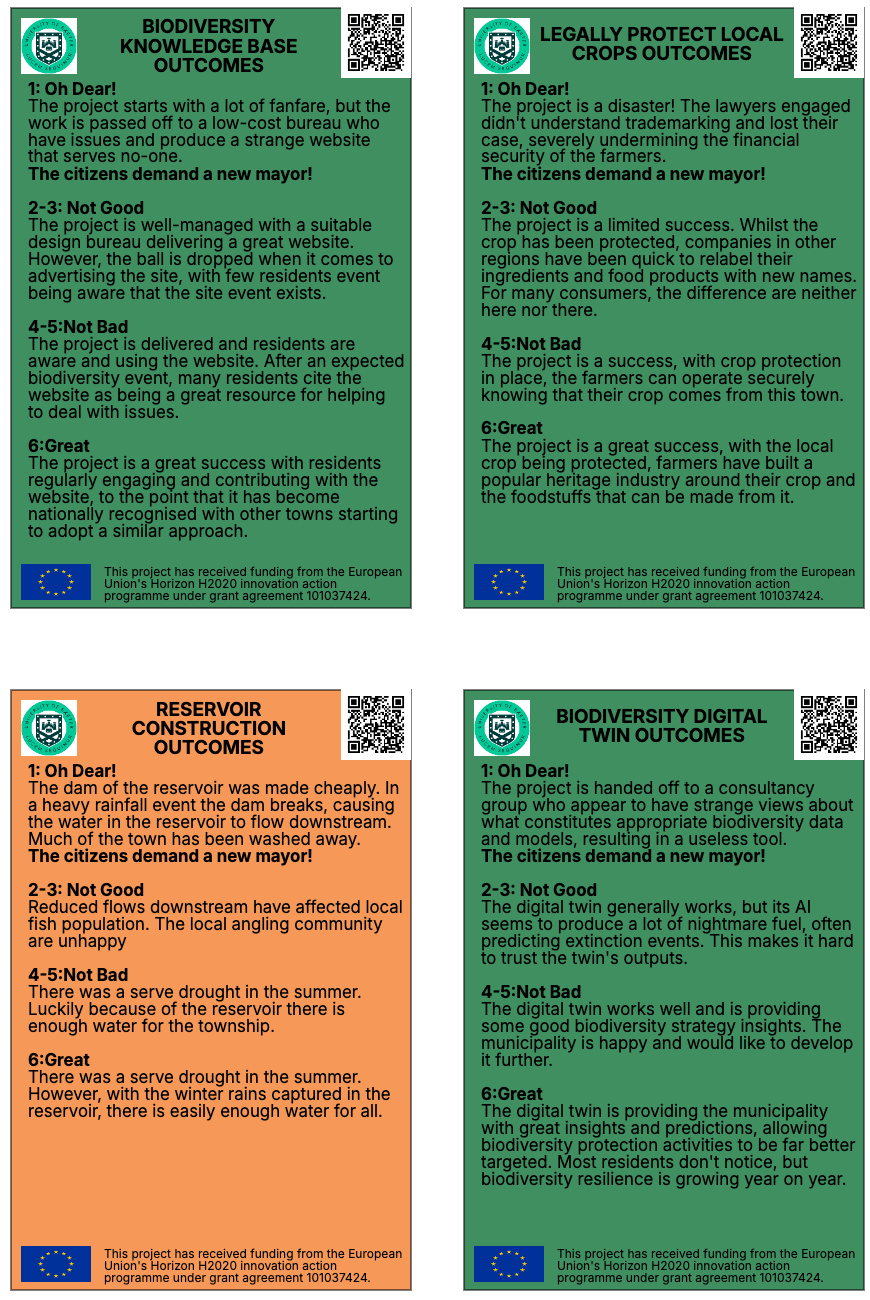 BIODIVERSITY
KNOWLEDGE BASE
OUTCOMES
1: Oh Dear!
The project starts with a lot of fanfare, but the
work is passed off to a low-cost bureau who
have issues and produce a strange website
that serves no-one.
The citizens demand a new mayor!
2-3: Not Good
The project is well-managed with a suitable
design bureau delivering a great website.
However, the ball is dropped when it comes to
advertising the site, with few residents event
being aware that the site event exists.
4-5:Not Bad
The project is delivered and residents are
aware and using the website. After an expected
biodiversity event, many residents cite the
website as being a great resource for helping
to deal with issues.
6:Great
The project is a great success with residents
regularly engaging and contributing with the
website, to the point that it has become
nationally recognised with other towns starting
to adopt a similar approach.
This project has received funding from the European
Union's Horizon H2020 innovation action
programme under grant agreement 101037424.
LEGALLY PROTECT LOCAL
CROPS OUTCOMES
1: Oh Dear!
The project is a disaster! The lawyers engaged
didn't understand trademarking and lost their
case, severely undermining the financial
security of the farmers.
The citizens demand a new mayor!
2-3: Not Good
The project is a limited success. Whilst the
crop has been protected, companies in other
regions have been quick to relabel their
ingredients and food products with new names.
For many consumers, the difference are neither
here nor there.
4-5:Not Bad
The project is a success, with crop protection
in place, the farmers can operate securely
knowing that their crop comes from this town.
6:Great
The project is a great success, with the local
crop being protected, farmers have built a
popular heritage industry around their crop and
the foodstuffs that can be made from it.
This project has received funding from the European
Union's Horizon H2020 innovation action
programme under grant agreement 101037424.
RESERVOIR
CONSTRUCTION
OUTCOMES
1: Oh Dear!
The dam of the reservoir was made cheaply. In
a heavy rainfall event the dam breaks, causing
the water in the reservoir to flow downstream.
Much of the town has been washed away.
The citizens demand a new mayor!
2-3: Not Good
Reduced flows downstream have affected local
fish population. The local angling community
are unhappy
4-5:Not Bad
There was a serve drought in the summer.
Luckily because of the reservoir there is
enough water for the township.
6:Great
There was a serve drought in the summer.
However, with the winter rains captured in the
reservoir, there is easily enough water for all.
This project has received funding from the European
Union's Horizon H2020 innovation action
programme under grant agreement 101037424.
BIODIVERSITY DIGITAL
TWIN OUTCOMES
1: Oh Dear!
The project is handed off to a consultancy
group who appear to have strange views about
what constitutes appropriate biodiversity data
and models, resulting in a useless tool.
The citizens demand a new mayor!
2-3: Not Good
The digital twin generally works, but its AI
seems to produce a lot of nightmare fuel, often
predicting extinction events. This makes it hard
to trust the twin's outputs.
4-5:Not Bad
The digital twin works well and is providing
some good biodiversity strategy insights. The
municipality is happy and would like to develop
it further.
6:Great
The digital twin is providing the municipality
with great insights and predictions, allowing
biodiversity protection activities to be far better
targeted. Most residents don't notice, but
biodiversity resilience is growing year on year.
This project has received funding from the European
Union's Horizon H2020 innovation action
programme under grant agreement 101037424.